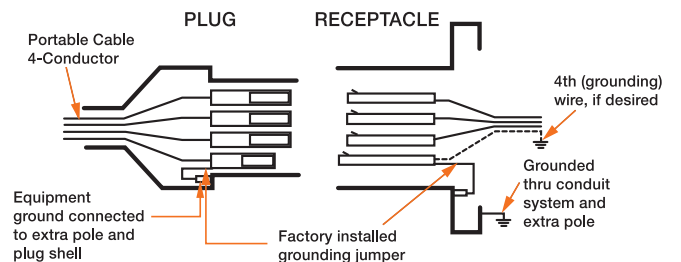 PLUG
RECEPTACLE
Portable Cable
4-Conductor
4th (grounding)
wire, if desired
Equipment
ground connected
to extra pole and
plug shell
Factory installed
grounding jumper
Grounded
thru conduit
system and
extra pole